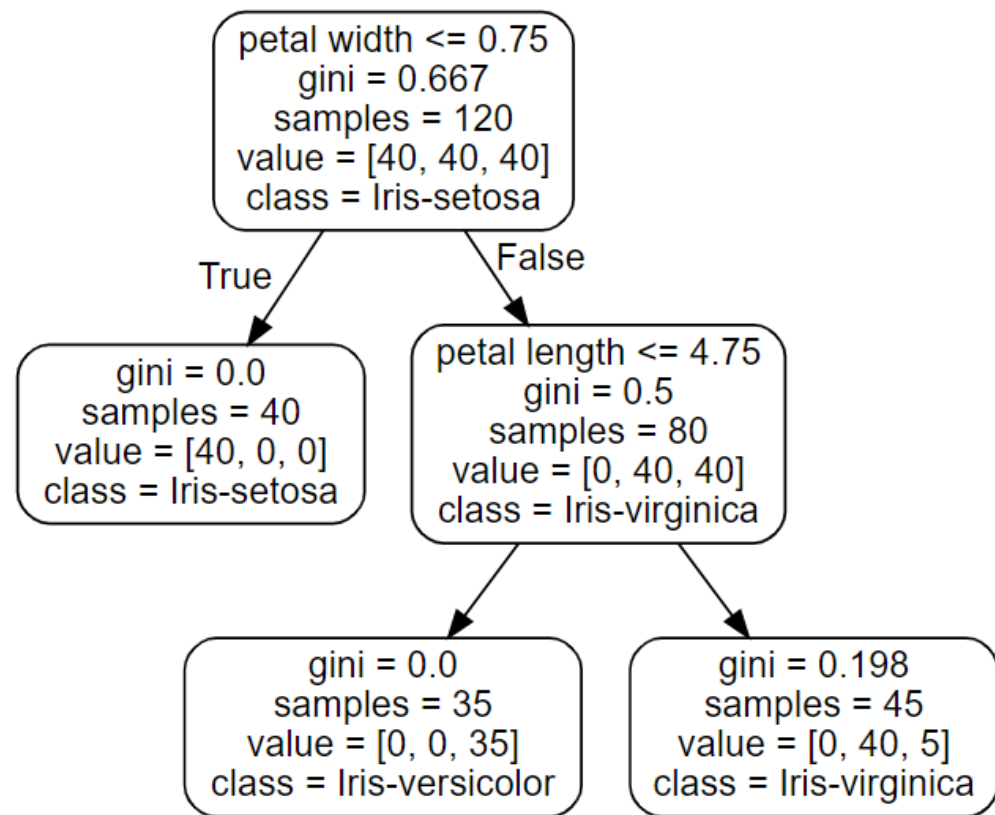 petal width <= 0.75
gini = 0.667
samples = 120
value = [40, 40, 40]
class = Iris-setosa
True
False
gini = 0.0
samples = 40
value = [40, 0, 0]
class = Iris-setosa
petal length <= 4.75
gini = 0.5
samples = 80
value = [0, 40, 40]
class = Iris-virginica
gini = 0.0
samples = 35
value = [0, 0, 35]
class = Iris-versicolor
gini = 0.198
samples = 45
value = [0, 40, 5]
class = Iris-virginica